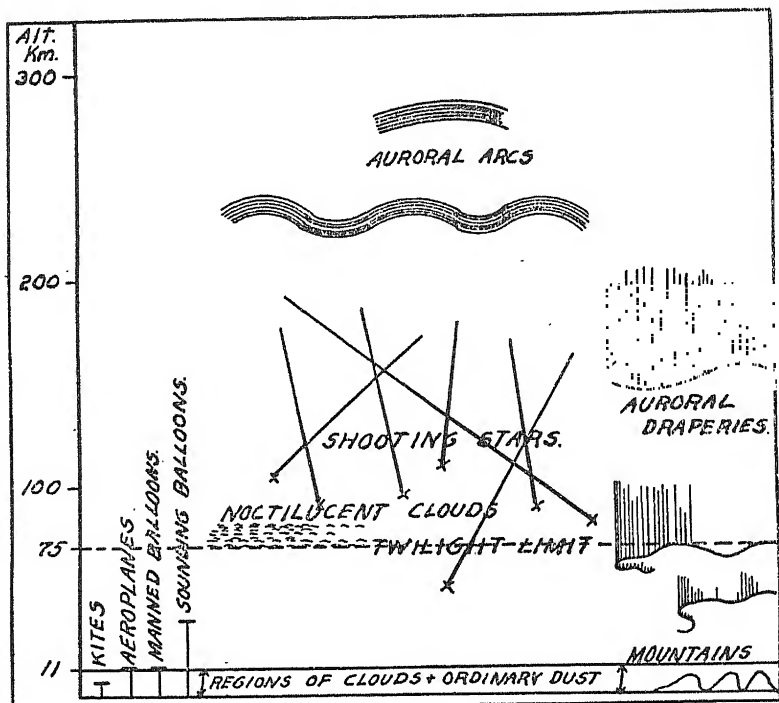 Alt.
Km.
300
AURORAL ARCS
200
AURORAL
DRAPERIES.
SHOOTING STARS.
100
NOCTILUCENT CLOUDS
75
TWILIGHT LIMIT
KITES
AEROPLANES
MANNED BALLOONS.
SOUNDING BALLOONS.
MOUNTAINS
11
REGIONS OF CLOUDS + ORDINARY DUST